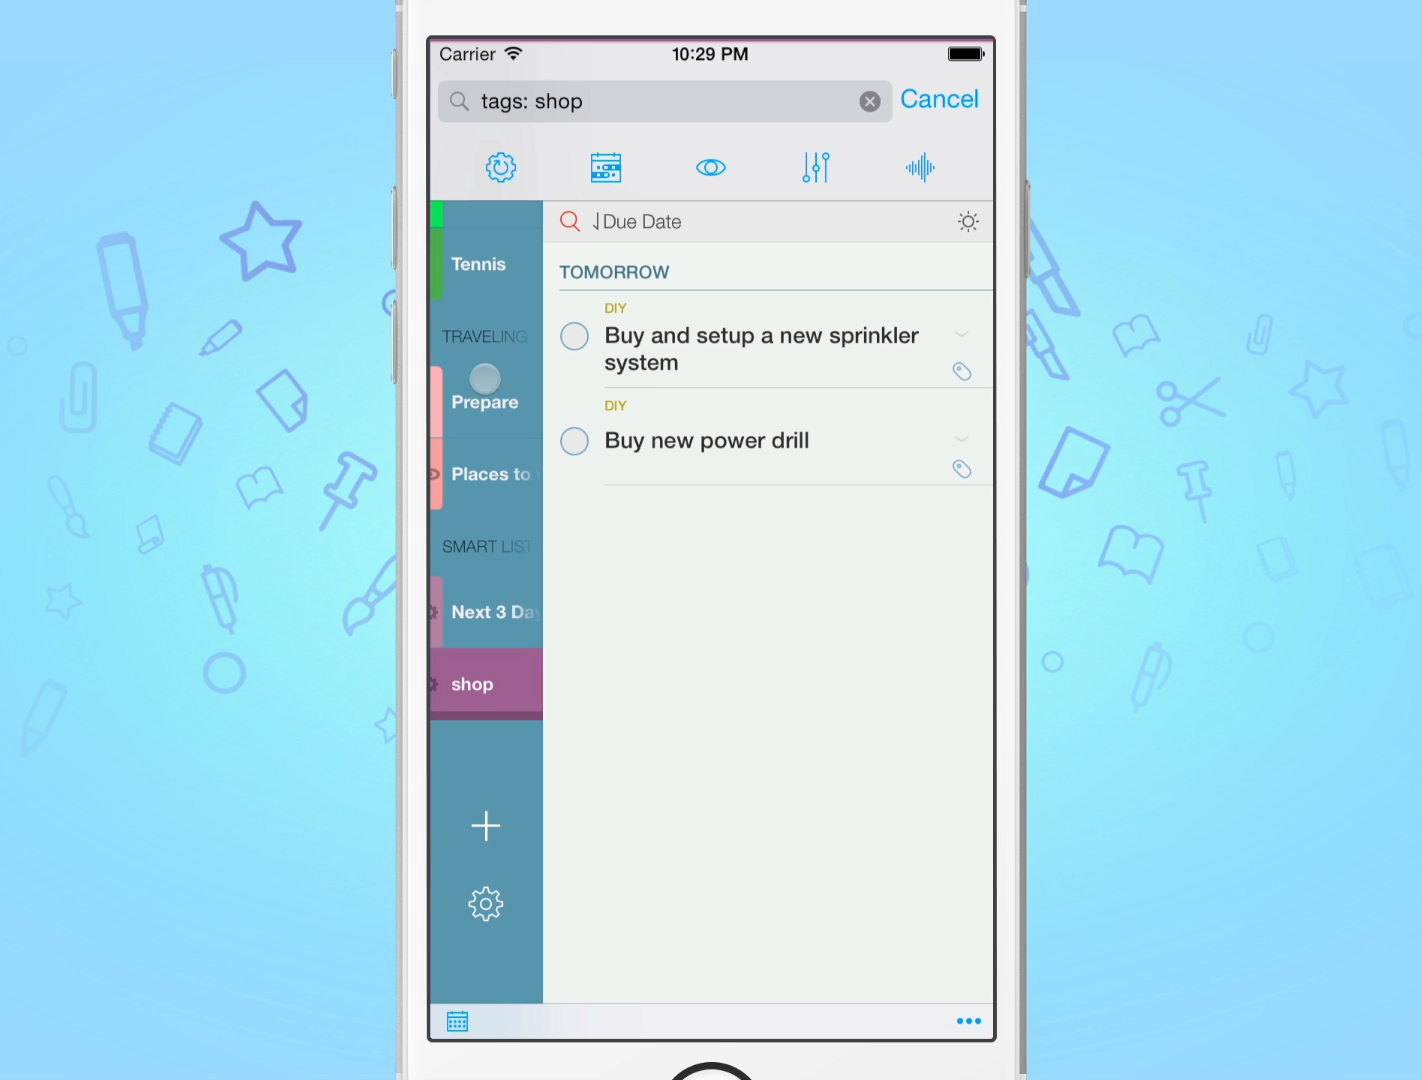 Carrier 10:29 PM
tags: shop
Cancel
Due Date
Tennis
TOMORROW
DIY
Buy and setup a new sprinkler
system
TRAVELING
Prepare
DIY
Buy new power drill
Places to
SMART LIST
Next 3 Da
shop